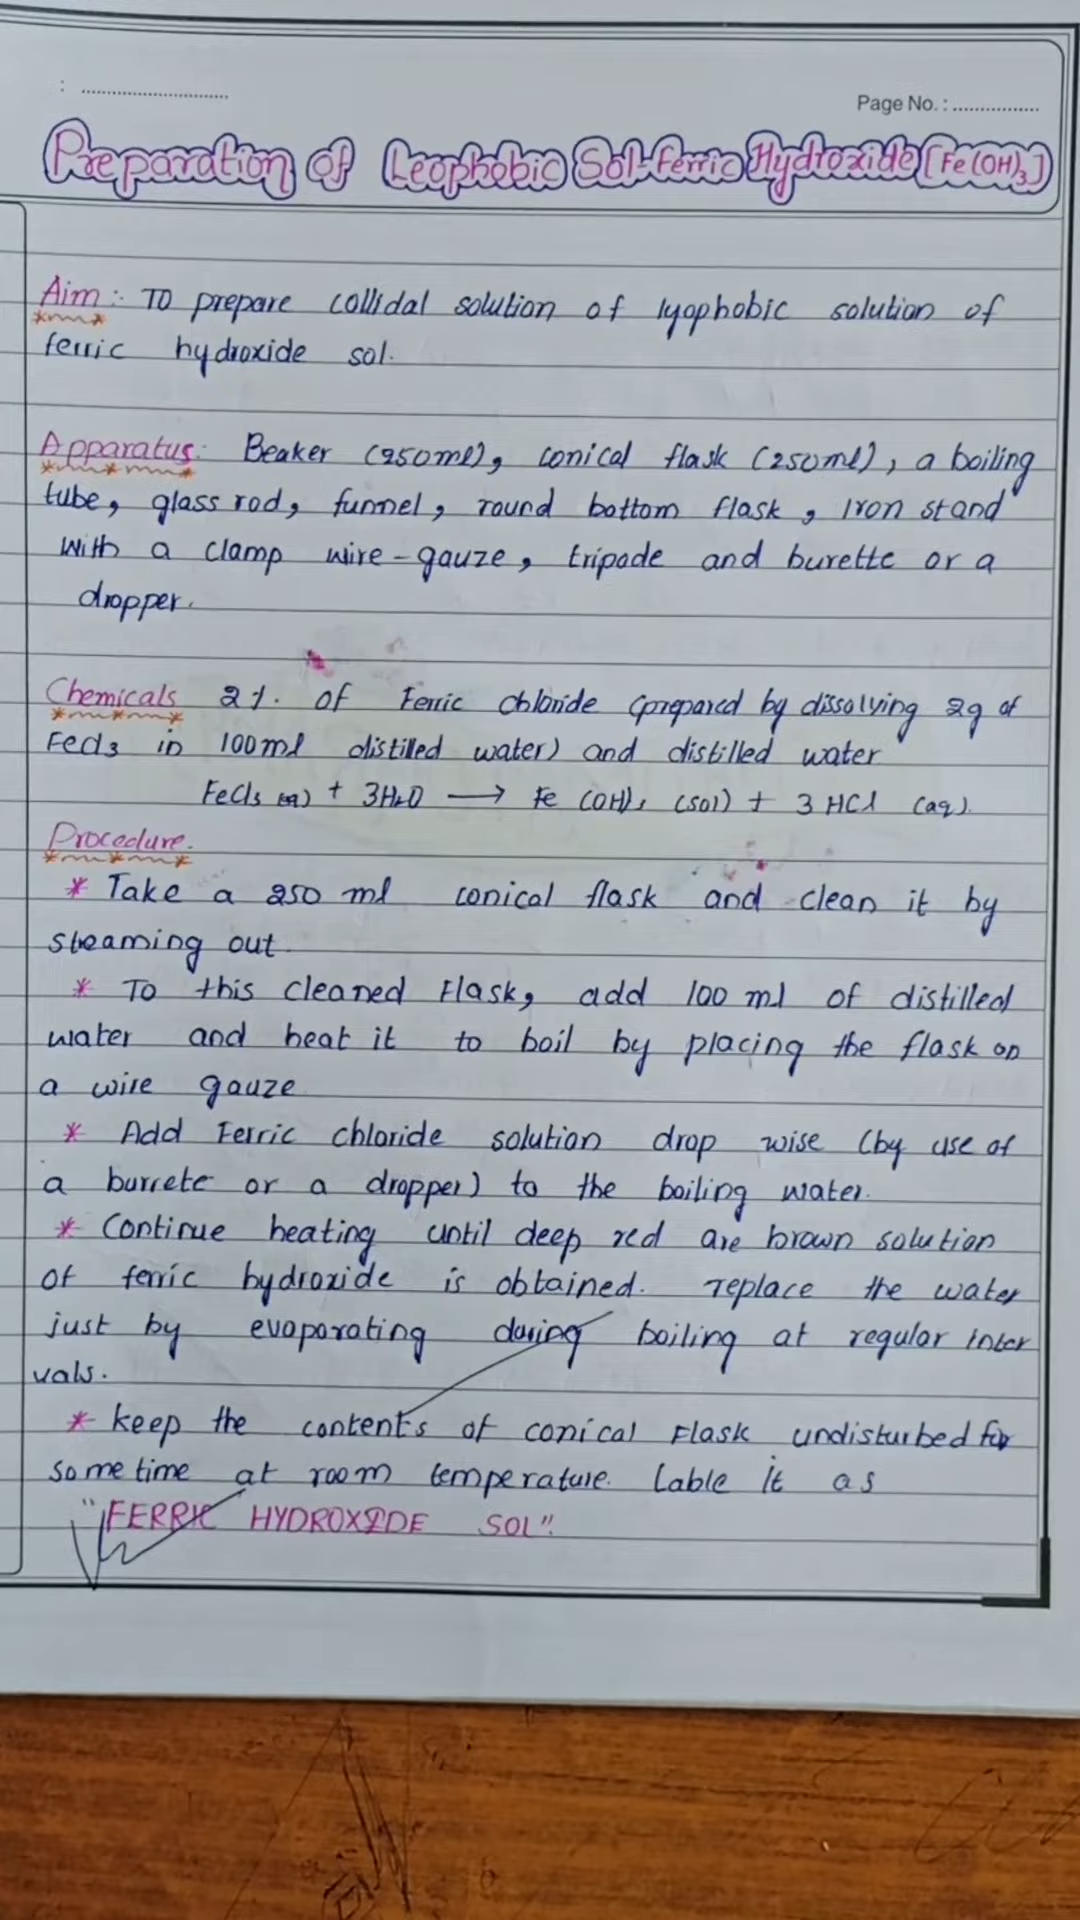 : ............................
Page No. : ................
Preparation of Leophobic Sol-Ferric Hydroxide [Fe(OH)3]
Aim :- TO prepare collidal solution of lyophobic solution of
ferric hydroxide sol.
Apparatus: Beaker (250ml), conical flask (250ml), a boiling
tube, glass rod, funnel, round bottom flask, Iron stand
With a clamp wire-gauze, tripode and burette or a
dropper.
Chemicals 2%. of Ferric chloride (prepared by dissolving 2g of
Fecl3 in 100ml distilled water) and distilled water
FeCl3 (aq) + 3H2O → Fe (OH)3 (sol) + 3 HCl (aq).
Procedure.
* Take a 250 ml conical flask and clean it by
steaming out.
* To this cleaned Flask, add 100 ml of distilled
water and heat it to boil by placing the flask on
a wire gauze
* Add Ferric chloride solution drop wise (by use of
a burrete or a dropper) to the boiling water.
* Continue heating until deep red are brown solution
of ferric hydroxide is obtained. replace the water
just by evaporating during boiling at regular inter
vals.
* keep the contents of conical Flask undisturbed for
some time at room temperature. Lable it as
"FERRIC HYDROXIDE SOL".